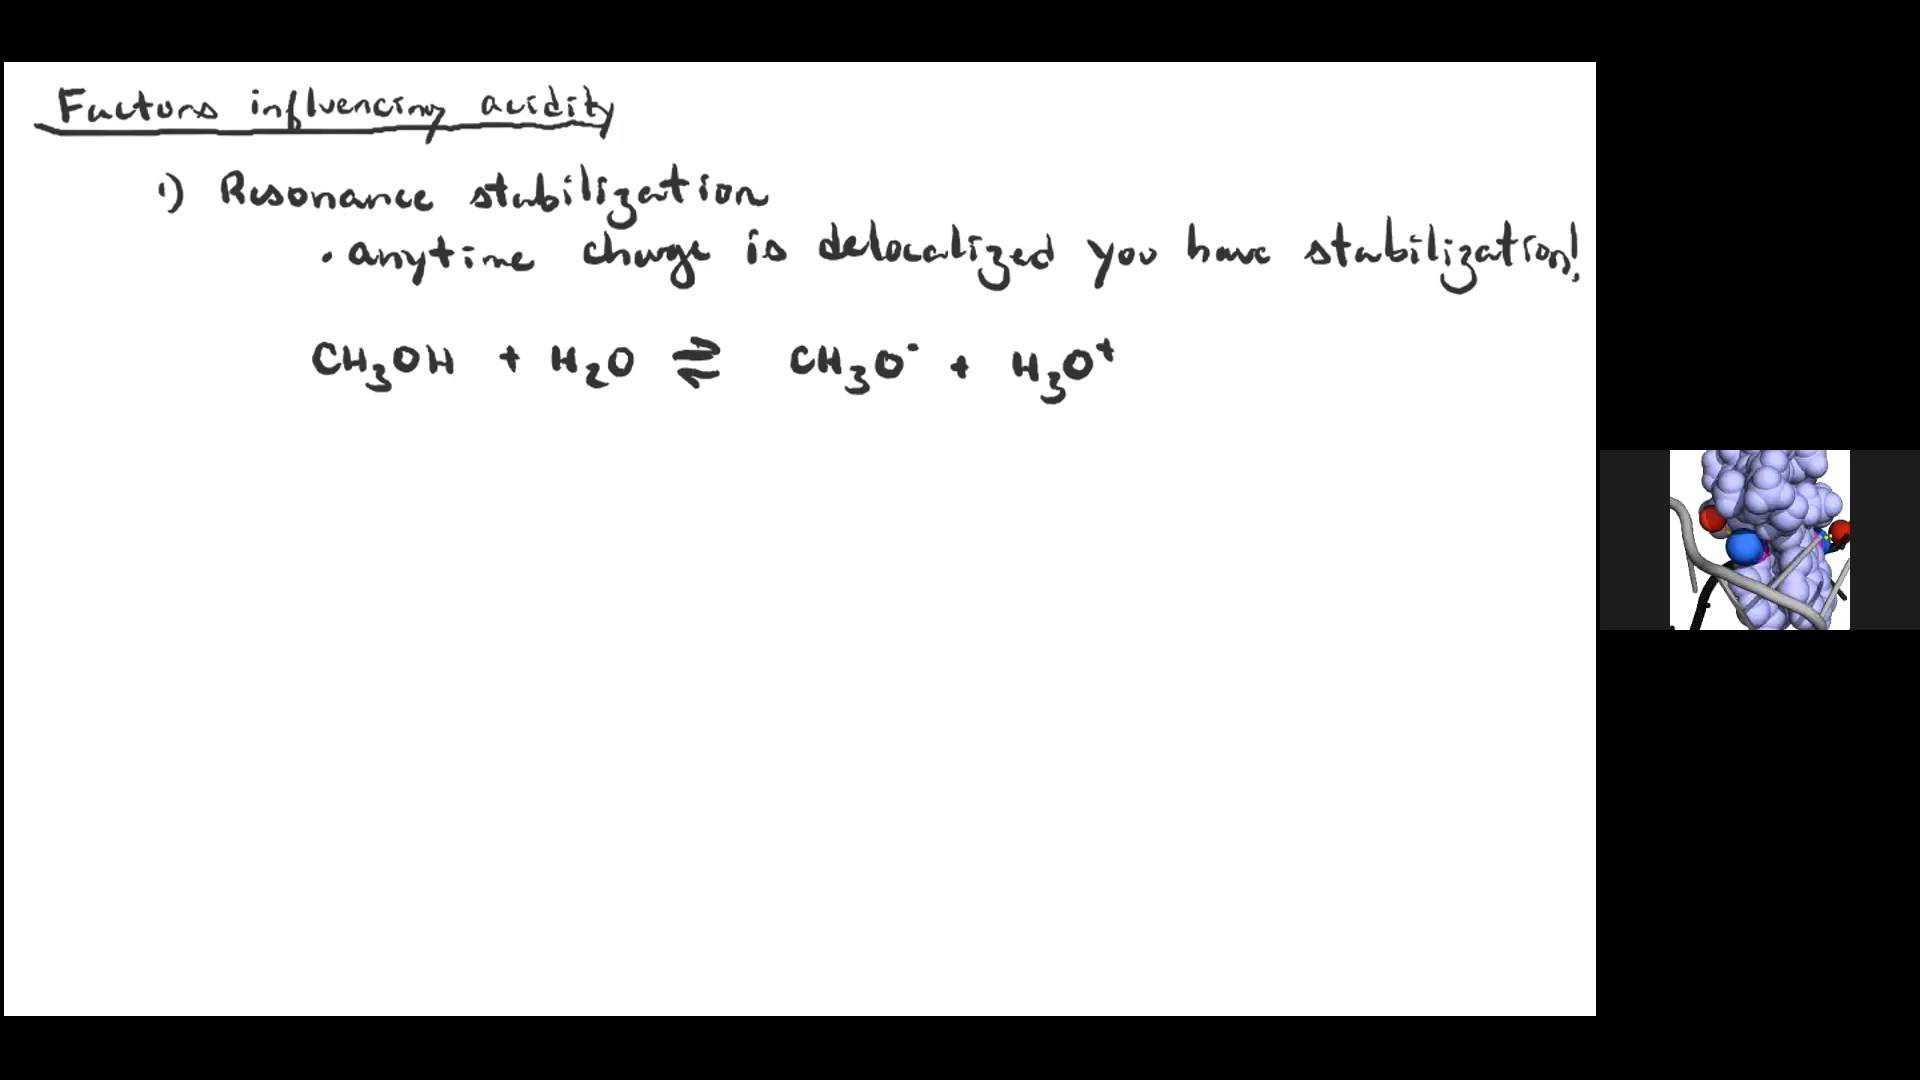 Factors influencing acidity
1) Resonance stabilization
• anytime charge is delocalized you have stabilization!
CH₃OH + H₂O ⇌ CH₃O⁻ + H₃O⁺